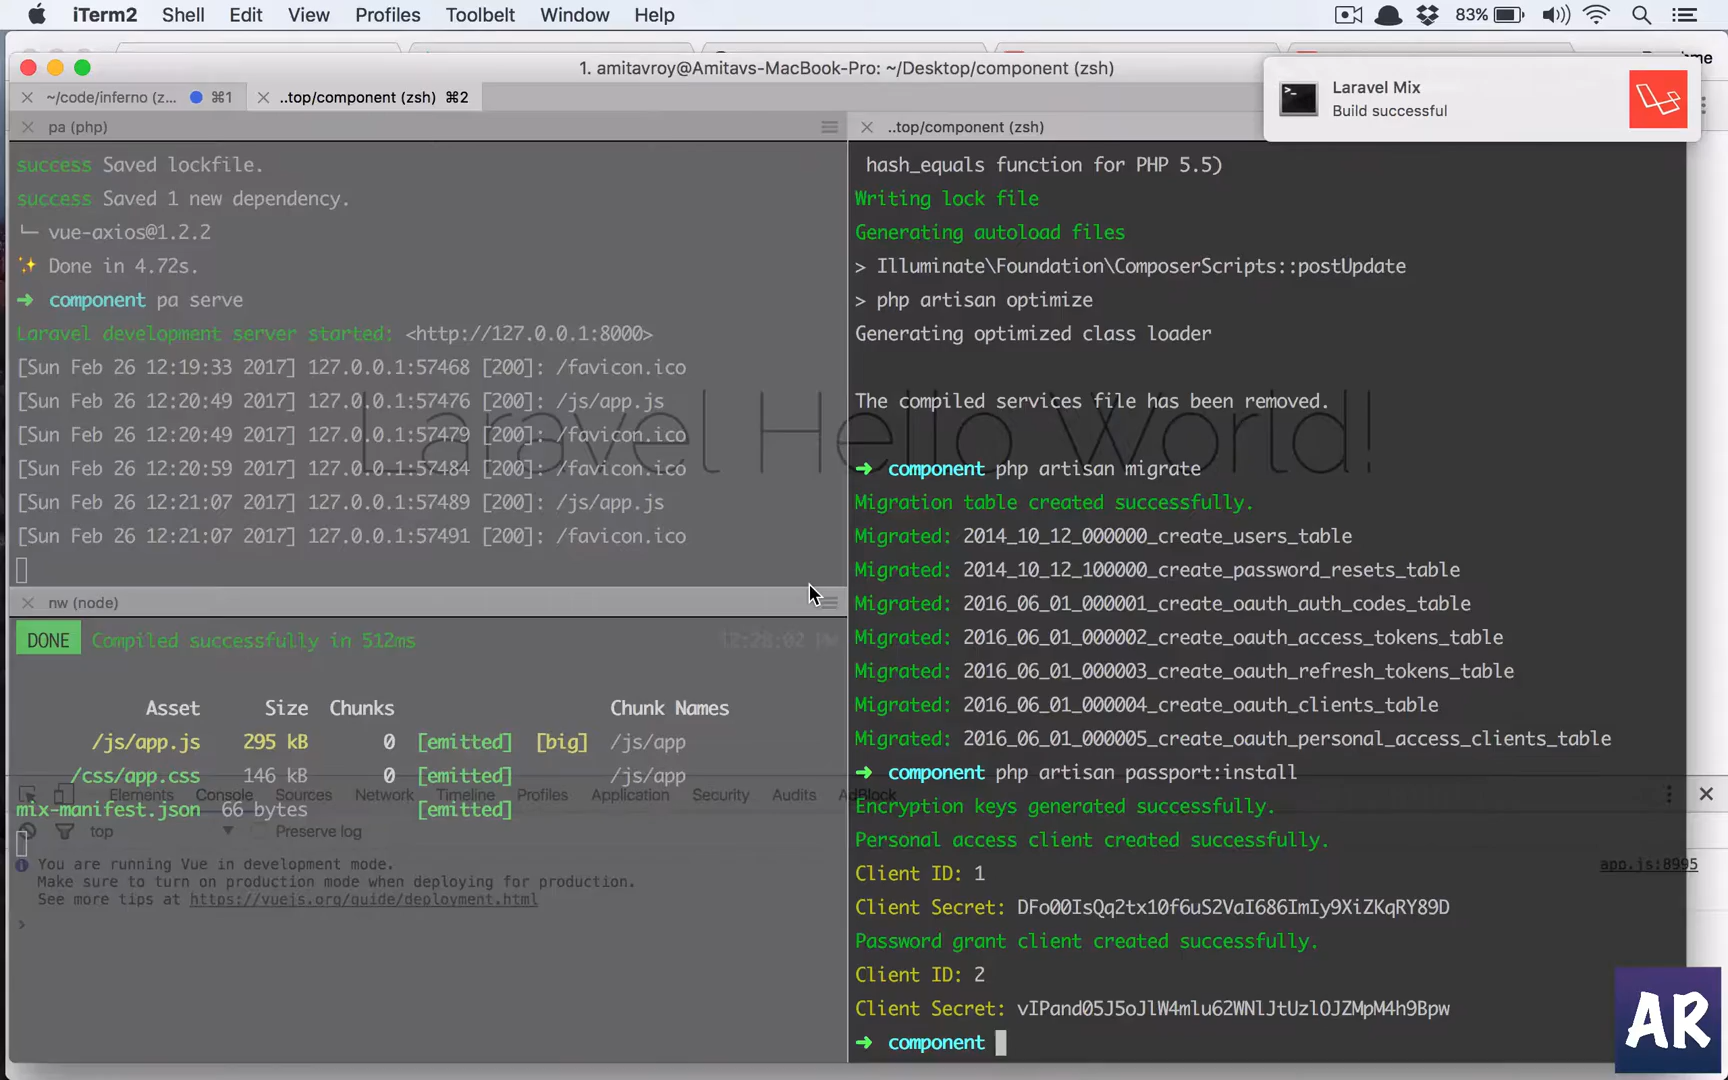 iTerm2 Shell Edit View Profiles Toolbelt Window Help 83%
1. amitavroy@Amitavs-MacBook-Pro: ~/Desktop/component (zsh)
~/code/inferno (z... ⌘1 ..top/component (zsh) ⌘2
Laravel Mix
Build successful
pa (php)
success Saved lockfile.
success Saved 1 new dependency.
└─ vue-axios@1.2.2
✨ Done in 4.72s.
➜ component pa serve
Laravel development server started: <http://127.0.0.1:8000>
[Sun Feb 26 12:19:33 2017] 127.0.0.1:57468 [200]: /favicon.ico
[Sun Feb 26 12:20:49 2017] 127.0.0.1:57476 [200]: /js/app.js
[Sun Feb 26 12:20:49 2017] 127.0.0.1:57479 [200]: /favicon.ico
[Sun Feb 26 12:20:59 2017] 127.0.0.1:57484 [200]: /favicon.ico
[Sun Feb 26 12:21:07 2017] 127.0.0.1:57489 [200]: /js/app.js
[Sun Feb 26 12:21:07 2017] 127.0.0.1:57491 [200]: /favicon.ico
Laravel Hello World!
nw (node)
DONE Compiled successfully in 512ms 12:28:02 PM
Asset Size Chunks Chunk Names
/js/app.js 295 kB 0 [emitted] [big] /js/app
/css/app.css 146 kB 0 [emitted] /js/app
mix-manifest.json 66 bytes [emitted]
Elements Console Sources Network Timeline Profiles Application Security Audits AdBlock
top Preserve log
You are running Vue in development mode.
Make sure to turn on production mode when deploying for production.
See more tips at https://vuejs.org/guide/deployment.html
app.js:8995
..top/component (zsh)
hash_equals function for PHP 5.5)
Writing lock file
Generating autoload files
> Illuminate\Foundation\ComposerScripts::postUpdate
> php artisan optimize
Generating optimized class loader
The compiled services file has been removed.
➜ component php artisan migrate
Migration table created successfully.
Migrated: 2014_10_12_000000_create_users_table
Migrated: 2014_10_12_100000_create_password_resets_table
Migrated: 2016_06_01_000001_create_oauth_auth_codes_table
Migrated: 2016_06_01_000002_create_oauth_access_tokens_table
Migrated: 2016_06_01_000003_create_oauth_refresh_tokens_table
Migrated: 2016_06_01_000004_create_oauth_clients_table
Migrated: 2016_06_01_000005_create_oauth_personal_access_clients_table
➜ component php artisan passport:install
Encryption keys generated successfully.
Personal access client created successfully.
Client ID: 1
Client Secret: DFo00IsQq2tx10f6uS2VaI686ImIy9XiZKqRY89D
Password grant client created successfully.
Client ID: 2
Client Secret: vIPand05J5oJlW4mlu62WNlJtUzlOJZMpM4h9Bpw
➜ component
AR